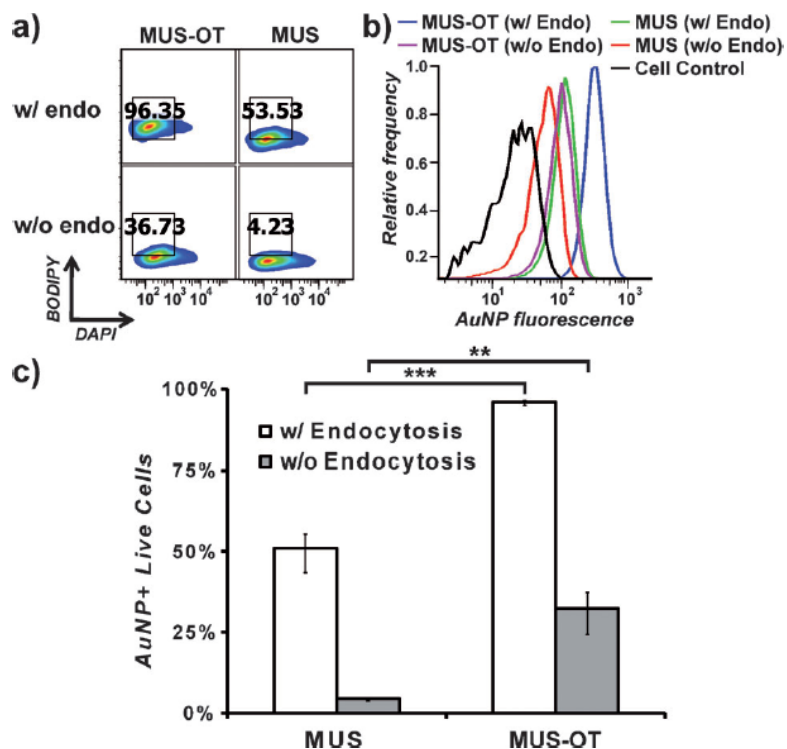 a)
MUS-OT MUS
w/ endo
96.35 53.53
w/o endo
36.73 4.23
BODIPY
DAPI
10² 10³ 10⁴ 10² 10³ 10⁴
b)
MUS-OT (w/ Endo) MUS (w/ Endo)
MUS-OT (w/o Endo) MUS (w/o Endo)
Cell Control
Relative frequency
1.0
0.8
0.6
0.4
0.2
10¹ 10² 10³
AuNP fluorescence
c)
**
***
AuNP+ Live Cells
100%
75%
50%
25%
0%
w/ Endocytosis
w/o Endocytosis
MUS MUS-OT